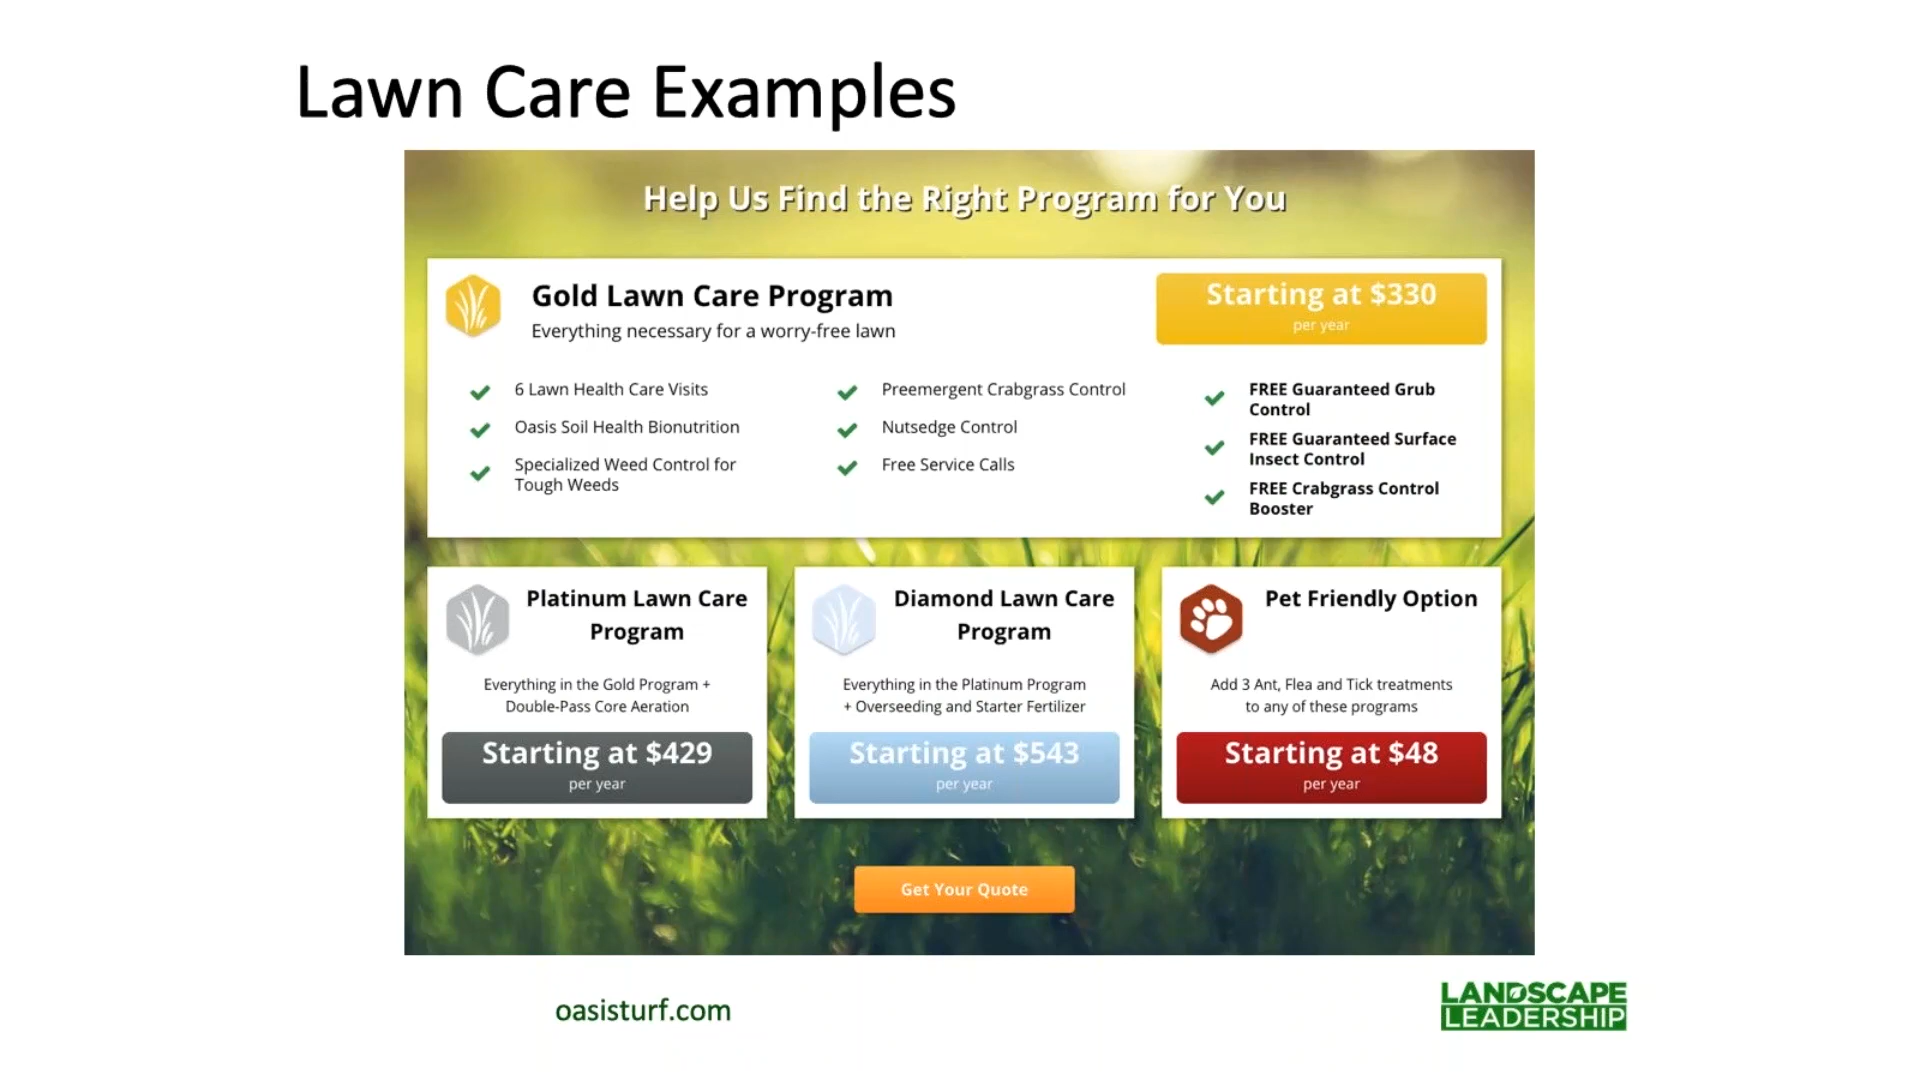 Lawn Care Examples
Help Us Find the Right Program for You
Gold Lawn Care Program
Everything necessary for a worry-free lawn
Starting at $330
per year
6 Lawn Health Care Visits
Oasis Soil Health Bionutrition
Specialized Weed Control for
Tough Weeds
Preemergent Crabgrass Control
Nutsedge Control
Free Service Calls
FREE Guaranteed Grub
Control
FREE Guaranteed Surface
Insect Control
FREE Crabgrass Control
Booster
Platinum Lawn Care
Program
Everything in the Gold Program +
Double-Pass Core Aeration
Starting at $429
per year
Diamond Lawn Care
Program
Everything in the Platinum Program
+ Overseeding and Starter Fertilizer
Starting at $543
per year
Pet Friendly Option
Add 3 Ant, Flea and Tick treatments
to any of these programs
Starting at $48
per year
Get Your Quote
oasisturf.com
LANDSCAPE
LEADERSHIP